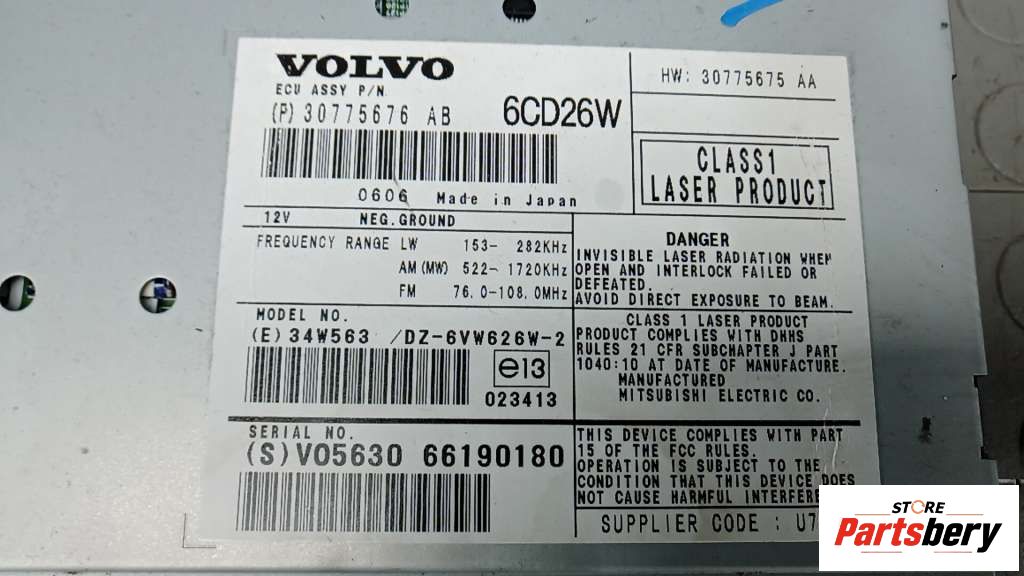 VOLVO
ECU ASSY P/N.
(P) 30775676 AB
6CD26W
0606 Made in Japan
HW: 30775675 AA
CLASS1
LASER PRODUCT
12V NEG.GROUND
FREQUENCY RANGE LW 153- 282KHz
AM (MW) 522- 1720KHz
FM 76.0-108.0MHz
DANGER
INVISIBLE LASER RADIATION WHEN
OPEN AND INTERLOCK FAILED OR
DEFEATED.
AVOID DIRECT EXPOSURE TO BEAM.
MODEL NO.
(E) 34W563 /DZ-6VW626W-2
e13
023413
CLASS 1 LASER PRODUCT
PRODUCT COMPLIES WITH DHHS
RULES 21 CFR SUBCHAPTER J PART
1040:10 AT DATE OF MANUFACTURE.
MANUFACTURED
MITSUBISHI ELECTRIC CO.
SERIAL NO.
(S) VO5630 66190180
THIS DEVICE COMPLIES WITH PART
15 OF THE FCC RULES.
OPERATION IS SUBJECT TO THE
CONDITION THAT THIS DEVICE DOES
NOT CAUSE HARMFUL
SUPPLIER CODE :
STORE
Partsbery